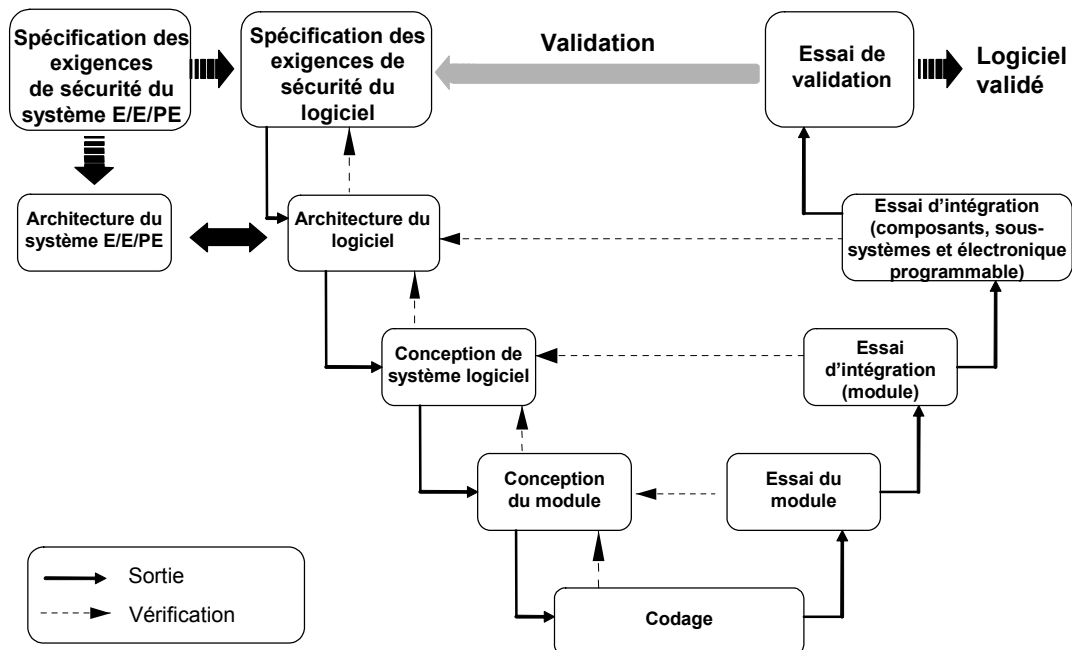 Spécification des
exigences
de sécurité du
système E/E/PE
Spécification des
exigences de
sécurité du
logiciel
Validation
Essai de
validation
Logiciel
validé
Architecture du
système E/E/PE
Architecture du
logiciel
Essai d'intégration
(composants, sous-
systèmes et électronique
programmable)
Conception de
système logiciel
Essai
d'intégration
(module)
Conception
du module
Essai du
module
Codage
Sortie
Vérification